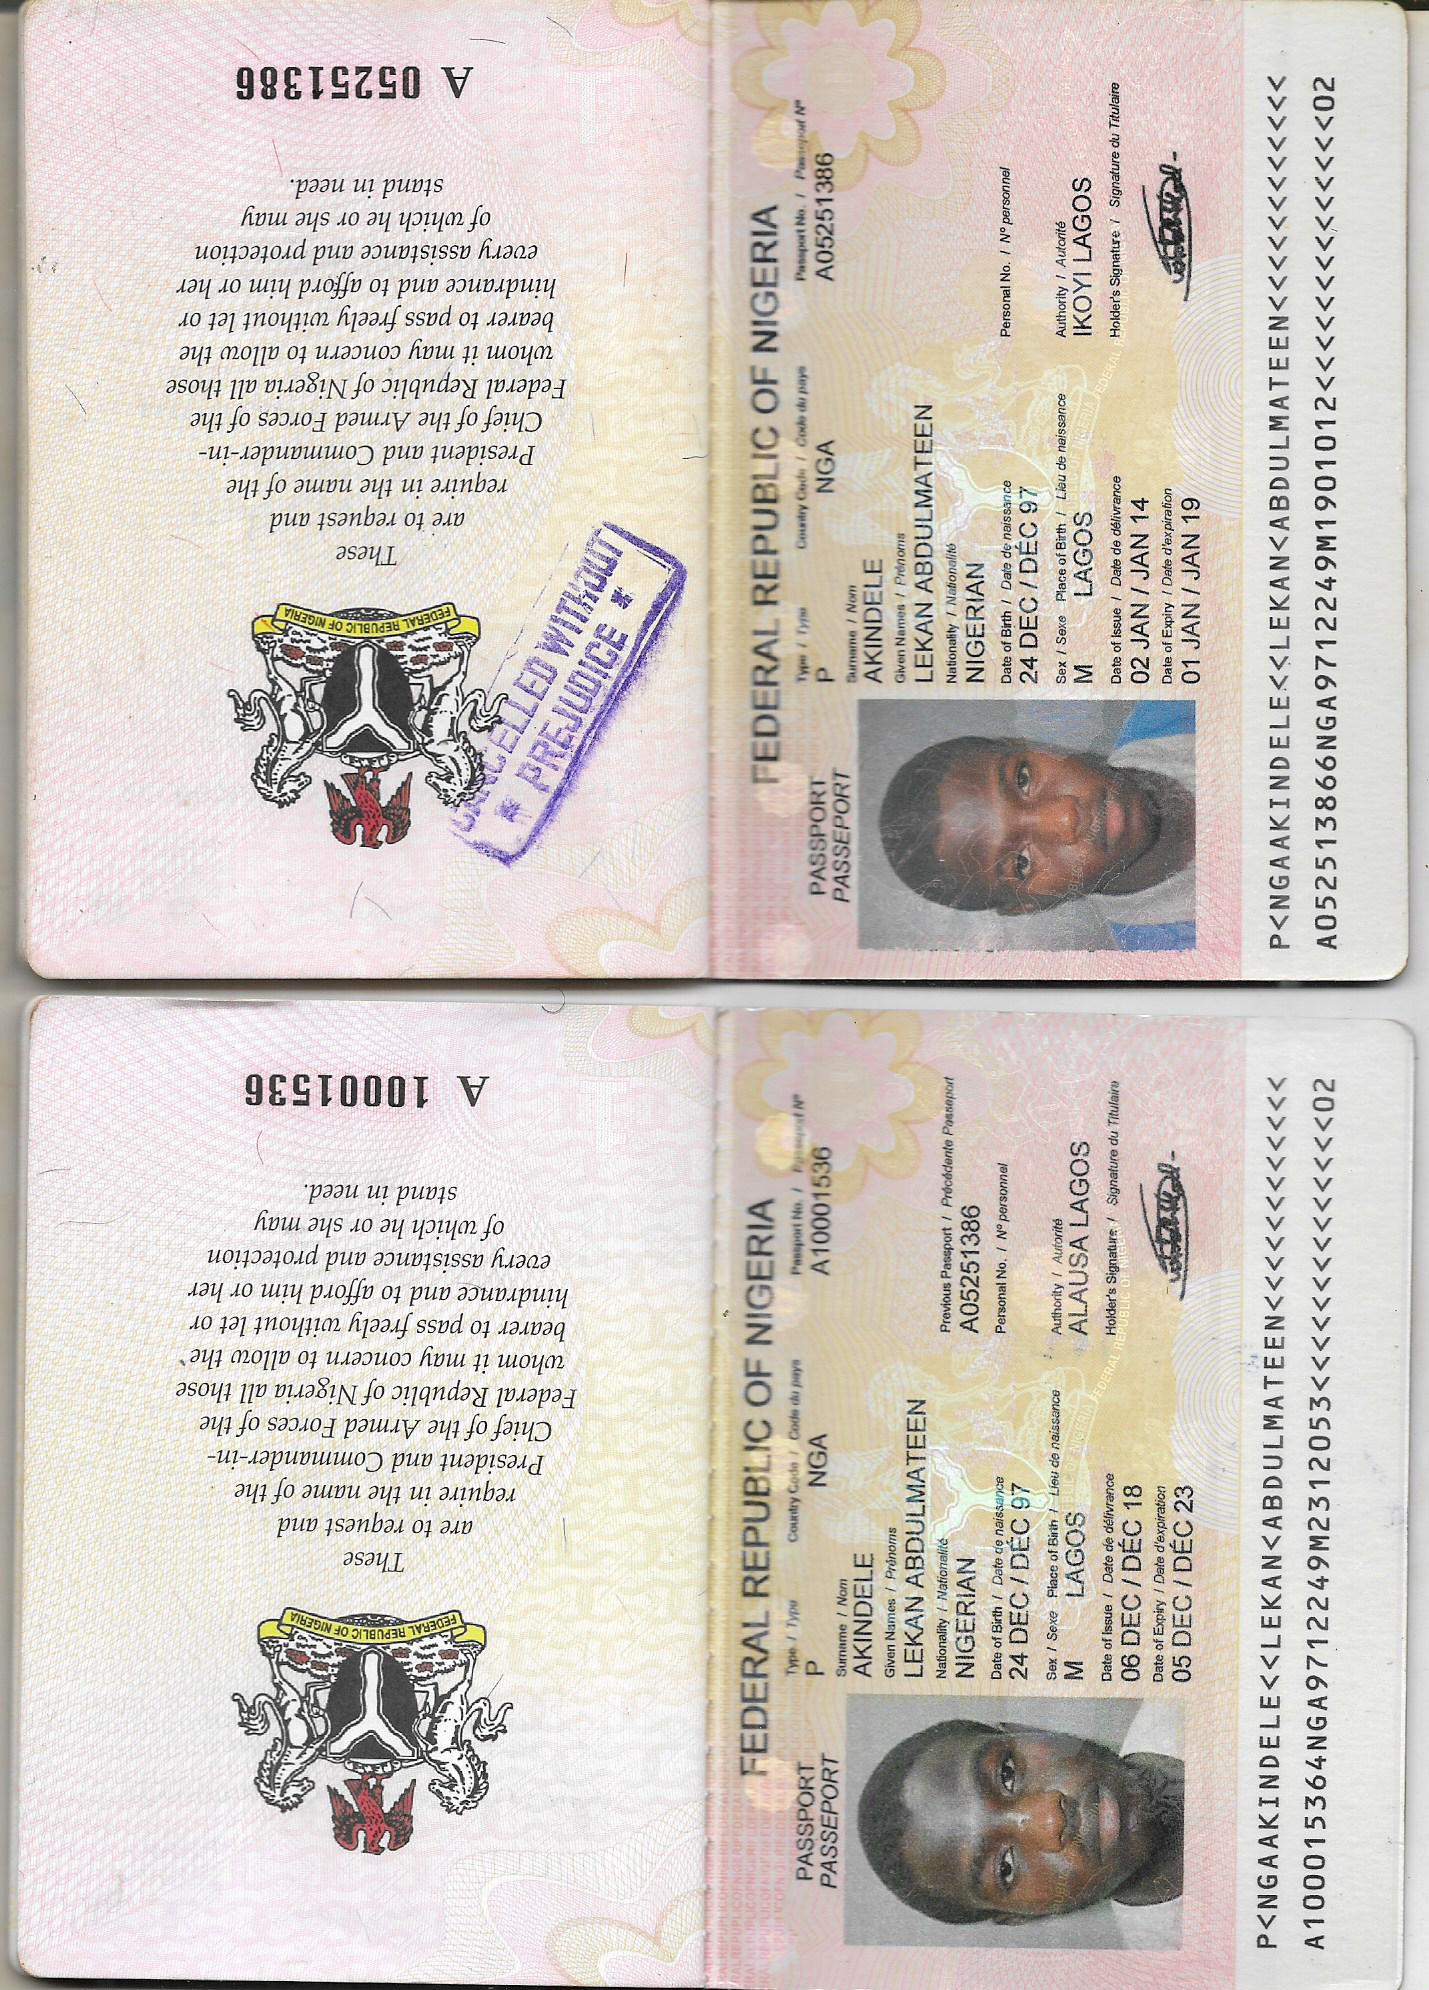 A 05251386
These
are to request and
require in the name of the
President and Commander-in-
Chief of the Armed Forces of the
Federal Republic of Nigeria all those
whom it may concern to allow the
bearer to pass freely without let or
hindrance and to afford him or her
every assistance and protection
of which he or she may
stand in need.
FEDERAL REPUBLIC OF NIGERIA
CANCELLED WITHOUT
* PREJUDICE *
FEDERAL REPUBLIC OF NIGERIA
PASSPORT
PASSEPORT
Type / Type
Country Code / Code du pays
Passport No. / Passeport N°
P
NGA
A05251386
Surname / Nom
AKINDELE
Given Names / Prénoms
LEKAN ABDULMATEEN
Nationality / Nationalité
NIGERIAN
Date of Birth / Date de naissance
Personal No. / N° personnel
24 DEC / DÉC 97
Sex / Sexe
Place of Birth / Lieu de naissance
Authority / Autorité
M
LAGOS
IKOYI LAGOS
Date of Issue / Date de délivrance
Holder's Signature / Signature du Titulaire
02 JAN / JAN 14
Date of Expiry / Date d'expiration
01 JAN / JAN 19
P<NGAAKINDELE<<LEKAN<ABDULMATEEN<<<<<<<<<<<<
A052513866NGA9712249M1901012<<<<<<<<<<<<<<02
A 10001536
These
are to request and
require in the name of the
President and Commander-in-
Chief of the Armed Forces of the
Federal Republic of Nigeria all those
whom it may concern to allow the
bearer to pass freely without let or
hindrance and to afford him or her
every assistance and protection
of which he or she may
stand in need.
FEDERAL REPUBLIC OF NIGERIA
FEDERAL REPUBLIC OF NIGERIA
PASSPORT
PASSEPORT
Type / Type
Country Code / Code du pays
Passport No. / Passeport N°
P
NGA
A10001536
Surname / Nom
AKINDELE
Given Names / Prénoms
LEKAN ABDULMATEEN
Nationality / Nationalité
Previous Passport / Précédente Passeport
NIGERIAN
A05251386
Date of Birth / Date de naissance
Personal No. / N° personnel
24 DEC / DÉC 97
Sex / Sexe
Place of Birth / Lieu de naissance
Authority / Autorité
M
LAGOS
ALAUSA LAGOS
Date of Issue / Date de délivrance
Holder's Signature / Signature du Titulaire
06 DEC / DÉC 18
Date of Expiry / Date d'expiration
05 DEC / DÉC 23
P<NGAAKINDELE<<LEKAN<ABDULMATEEN<<<<<<<<<<<<
A100015364NGA9712249M2312053<<<<<<<<<<<<<<02